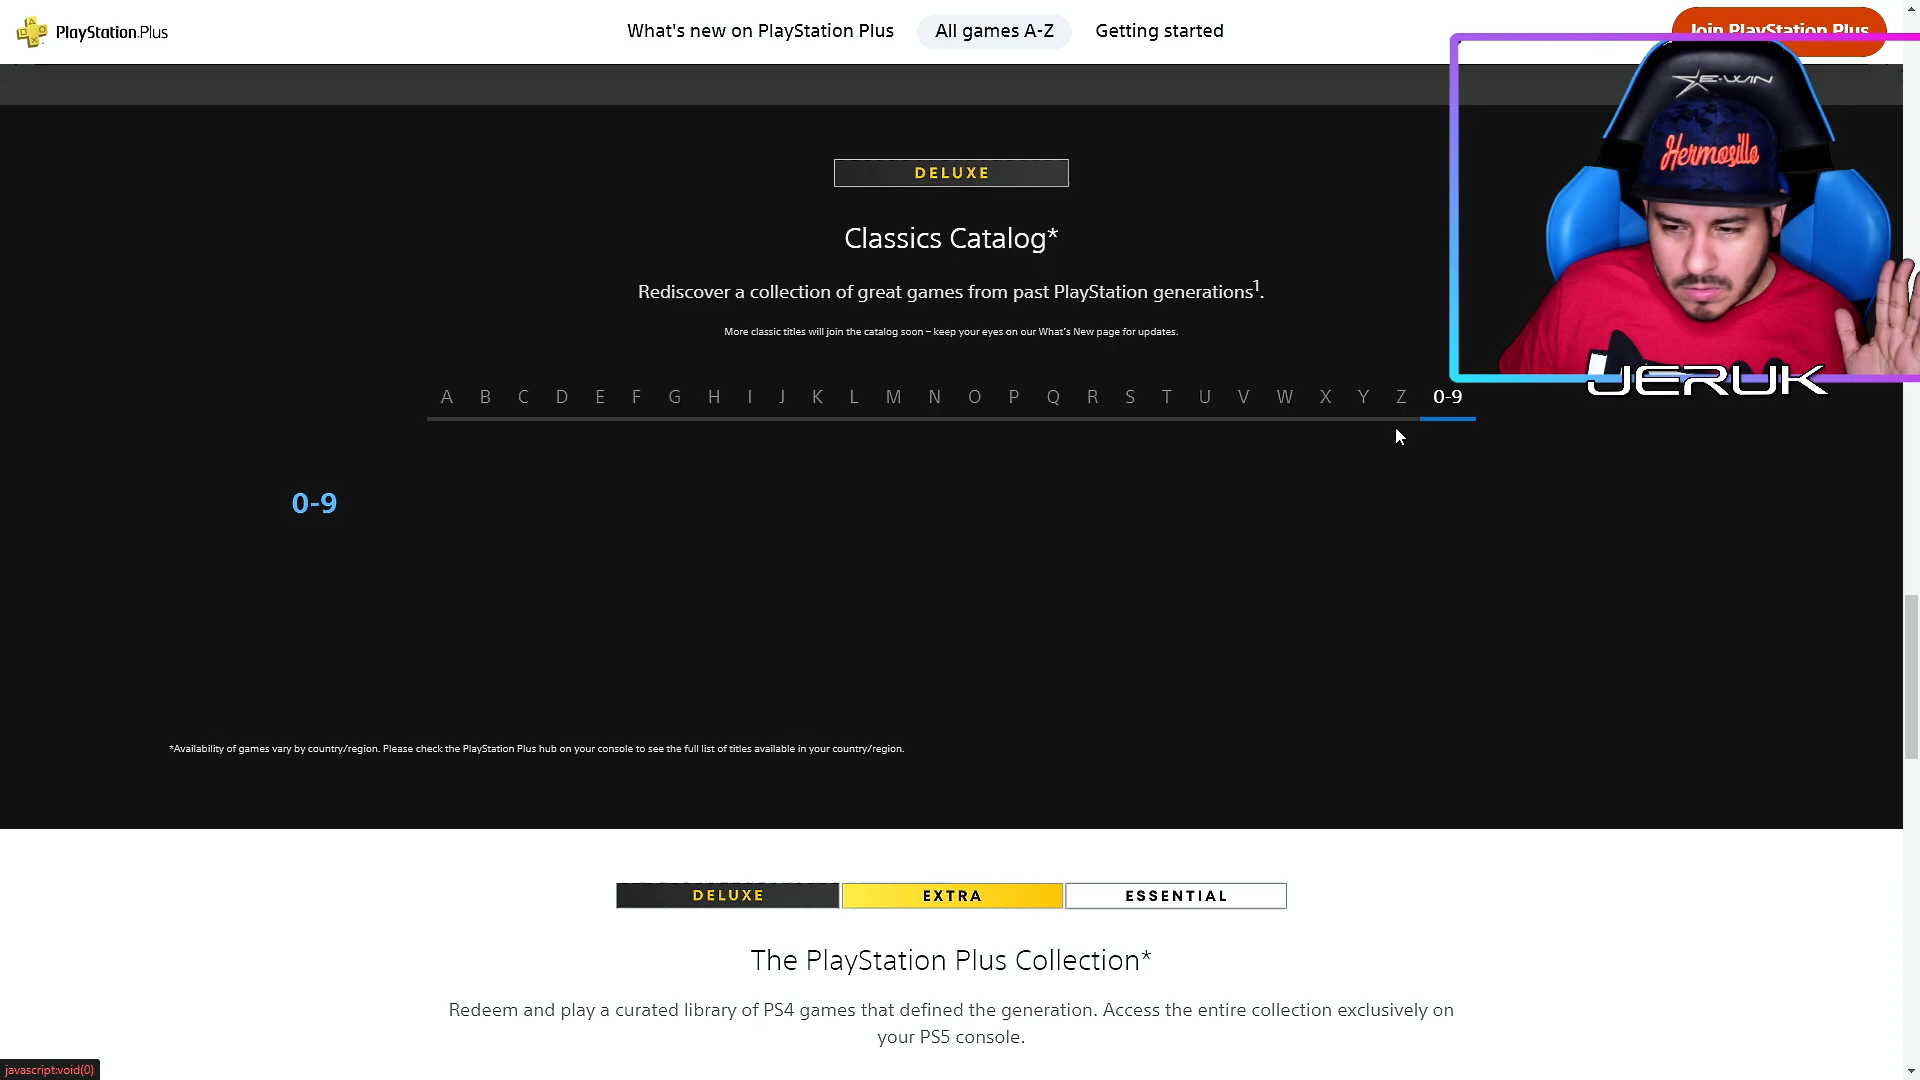 PlayStation.Plus
What's new on PlayStation Plus
All games A-Z
Getting started
Join PlayStation Plus
E-WIN
Hermosillo
JERUK
DELUXE
Classics Catalog*
Rediscover a collection of great games from past PlayStation generations¹.
More classic titles will join the catalog soon – keep your eyes on our What's New page for updates.
A B C D E F G H I J K L M N O P Q R S T U V W X Y Z 0-9
0-9
*Availability of games vary by country/region. Please check the PlayStation Plus hub on your console to see the full list of titles available in your country/region.
DELUXE EXTRA ESSENTIAL
The PlayStation Plus Collection*
Redeem and play a curated library of PS4 games that defined the generation. Access the entire collection exclusively on
your PS5 console.
javascript:void(0)